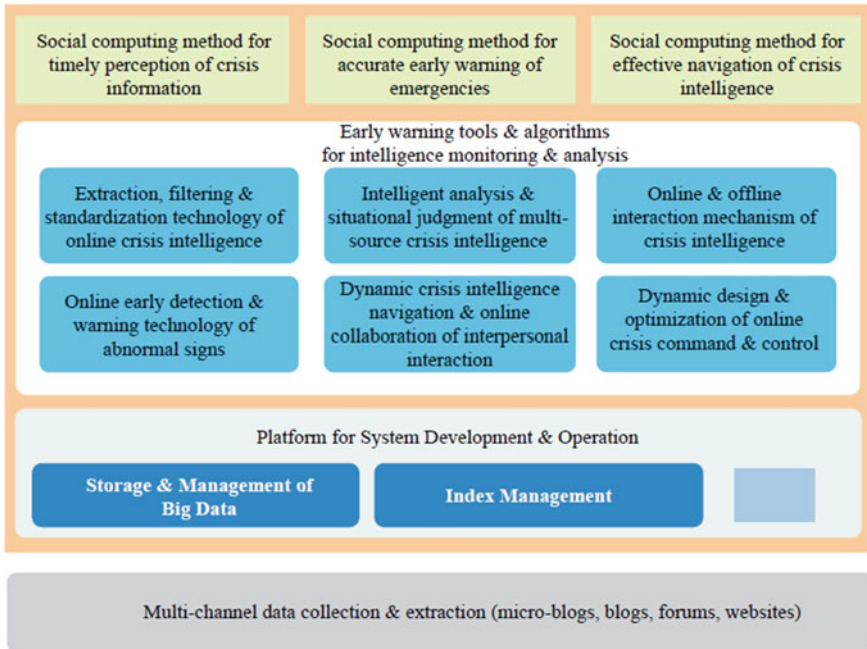 Social computing method for
timely perception of crisis
information
Social computing method for
accurate early warning of
emergencies
Social computing method for
effective navigation of crisis
intelligence
Early warning tools & algorithms
for intelligence monitoring & analysis
Extraction, filtering &
standardization technology of
online crisis intelligence
Intelligent analysis &
situational judgment of multi-
source crisis intelligence
Online & offline
interaction mechanism of
crisis intelligence
Online early detection &
warning technology of
abnormal signs
Dynamic crisis intelligence
navigation & online
collaboration of interpersonal
interaction
Dynamic design &
optimization of online
crisis command & control
Platform for System Development & Operation
Storage & Management of
Big Data
Index Management
Multi-channel data collection & extraction (micro-blogs, blogs, forums, websites)